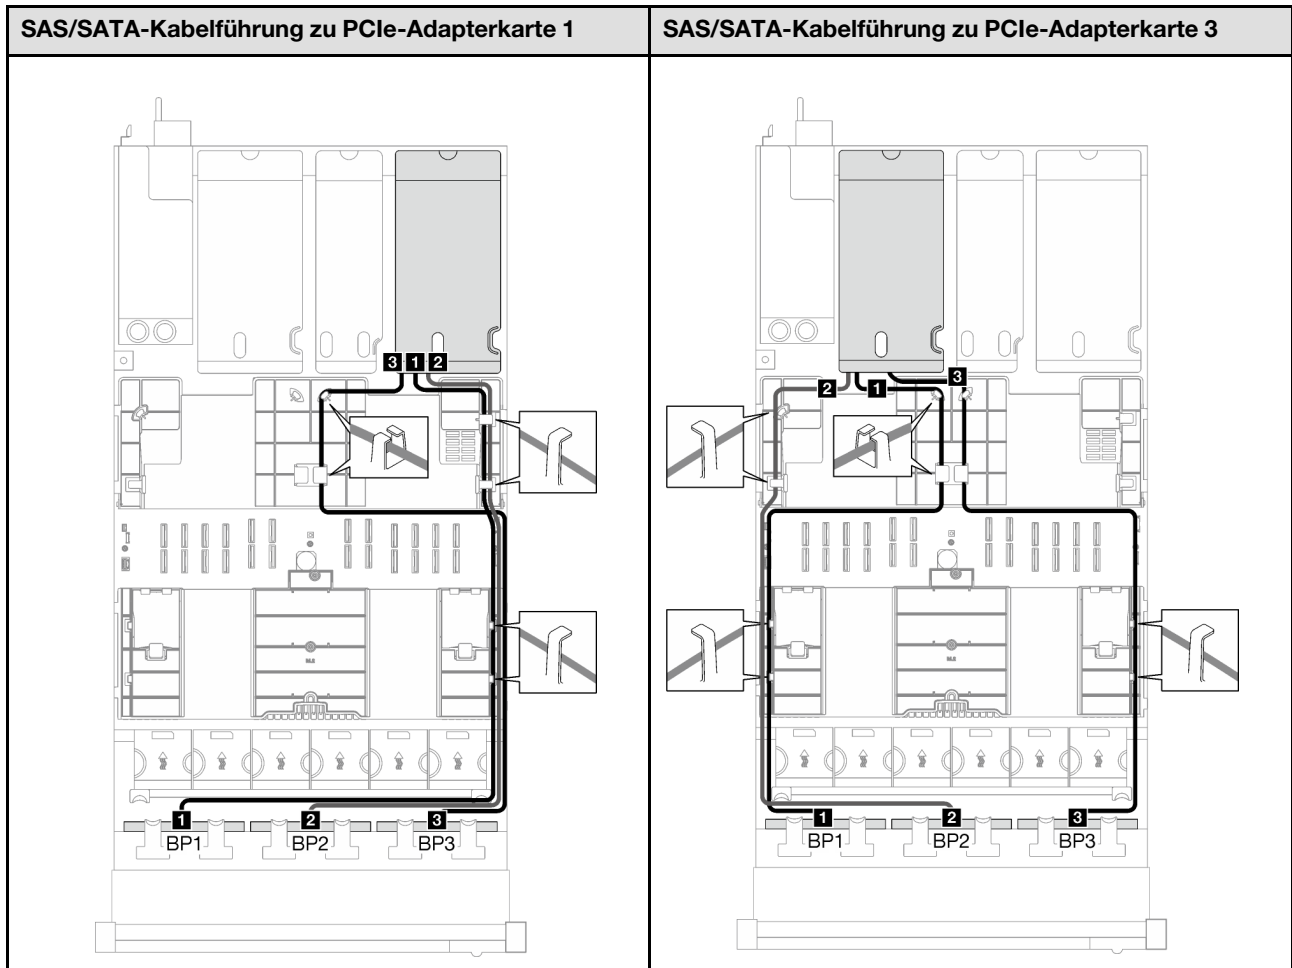 SAS/SATA-Kabelführung zu PCIe-Adapterkarte 1
SAS/SATA-Kabelführung zu PCIe-Adapterkarte 3
3 1 2
1 2 3
BP1 BP2 BP3
2 1 3
1 2 3
BP1 BP2 BP3